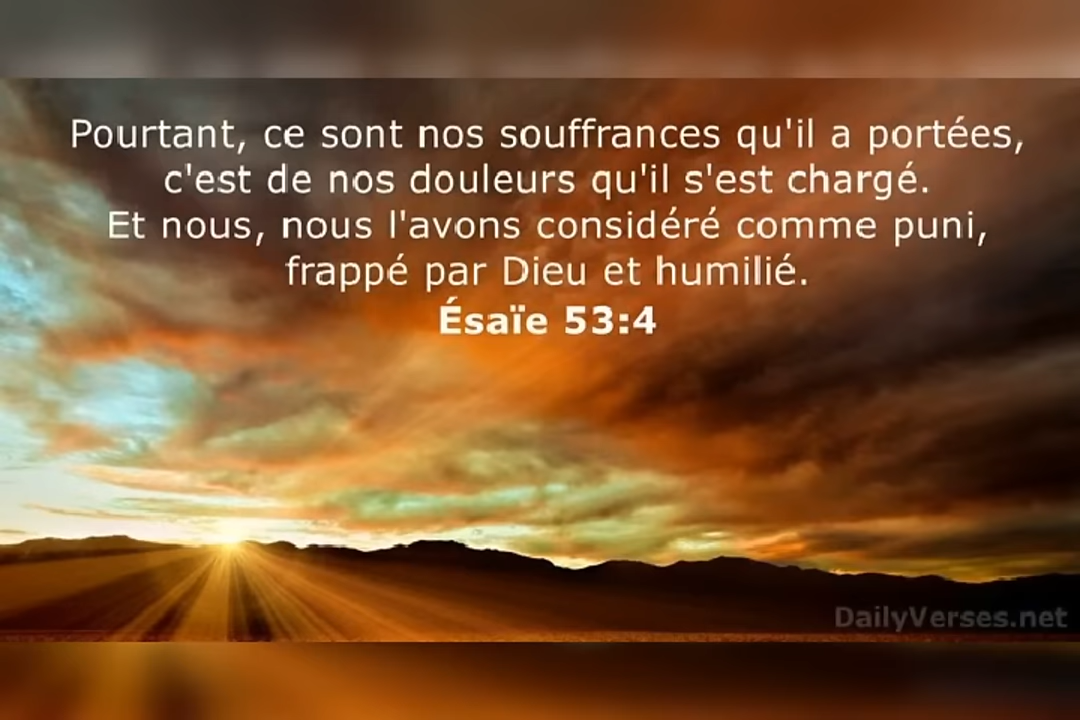 Pourtant, ce sont nos souffrances qu'il a portées,
c'est de nos douleurs qu'il s'est chargé.
Et nous, nous l'avons considéré comme puni,
frappé par Dieu et humilié.
Ésaïe 53:4
DailyVerses.net